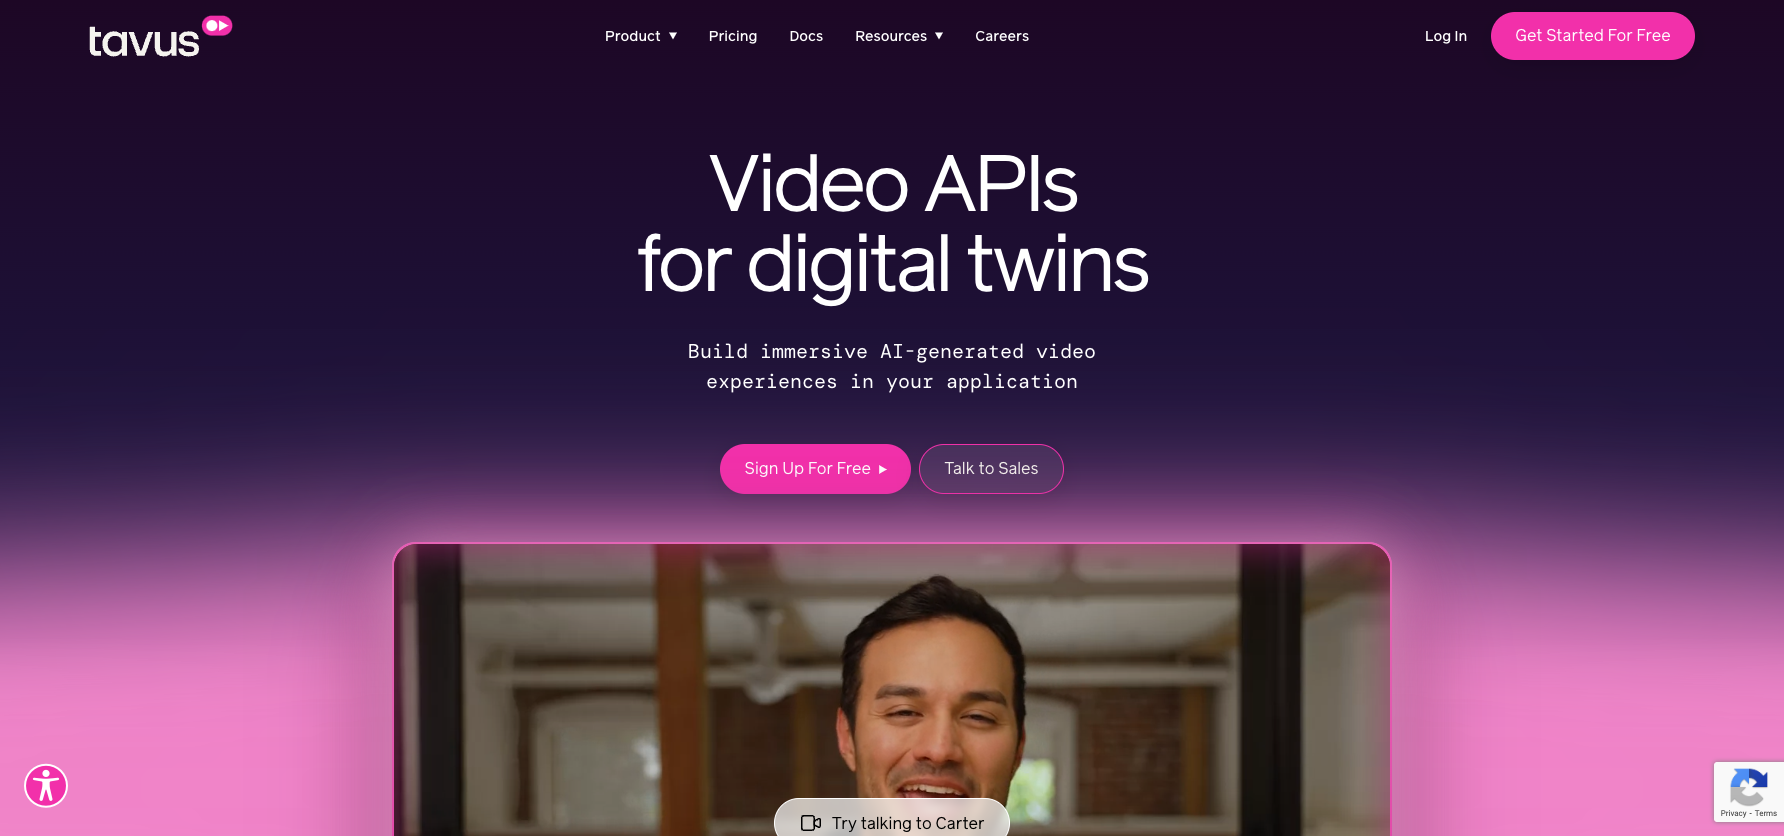 tavus
Product
Pricing
Docs
Resources
Careers
Log In
Get Started For Free
Video APIs
for digital twins
Build immersive AI-generated video
experiences in your application
Sign Up For Free
Talk to Sales
Try talking to Carter
Privacy - Terms